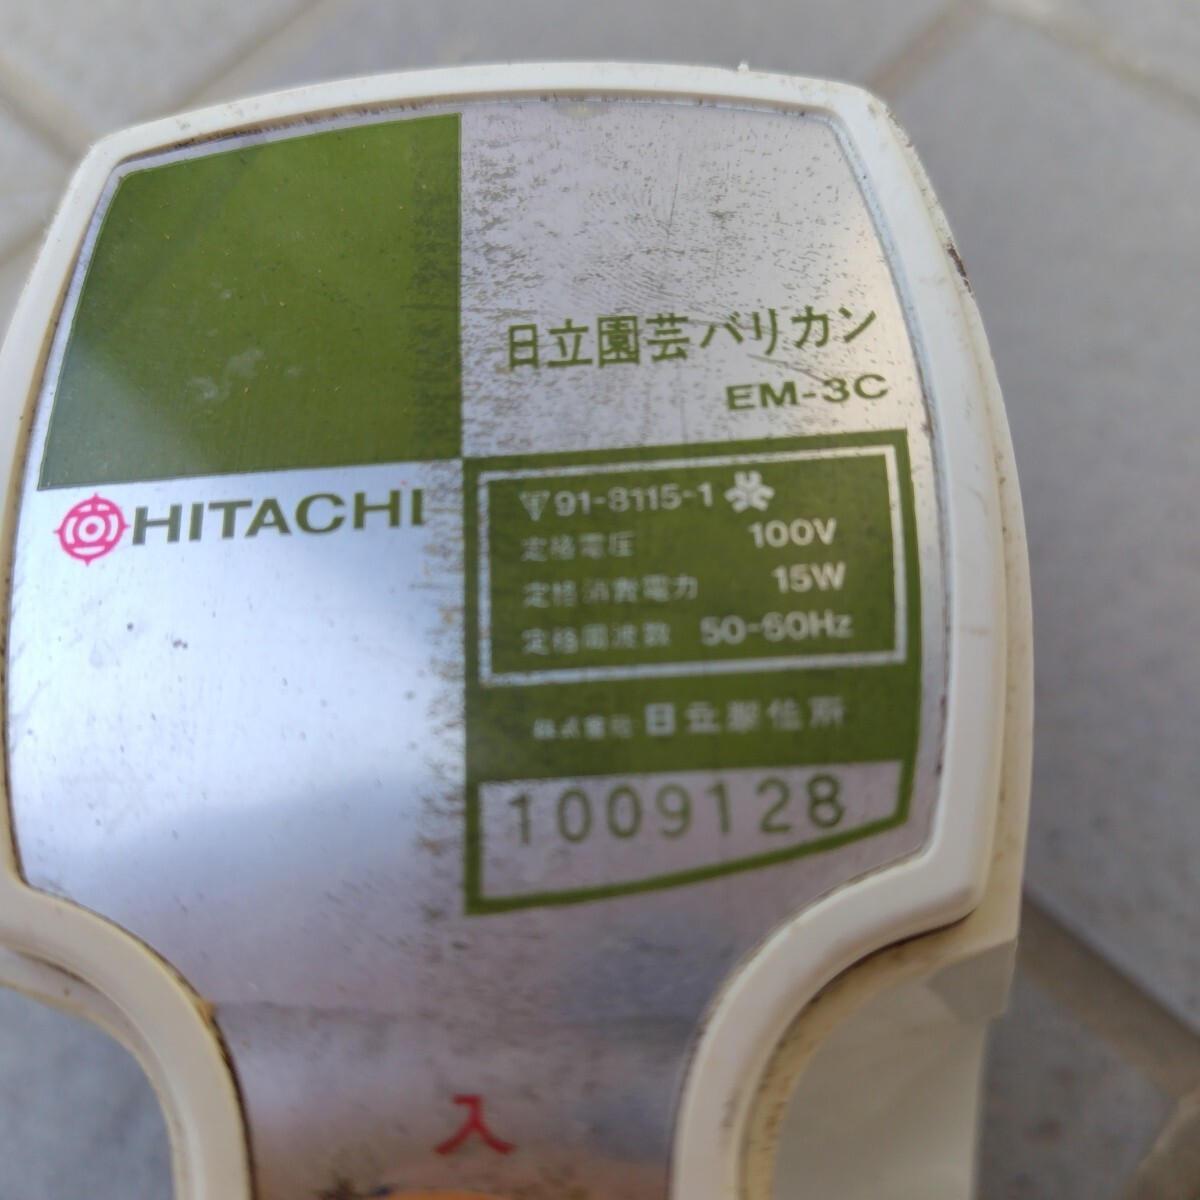 日立園芸バリカン
EM-3C
HITACHI
91-8115-1
定格電圧 100V
定格消費電力 15W
定格周波数 50-60Hz
株式会社 日立製作所
1009128
入